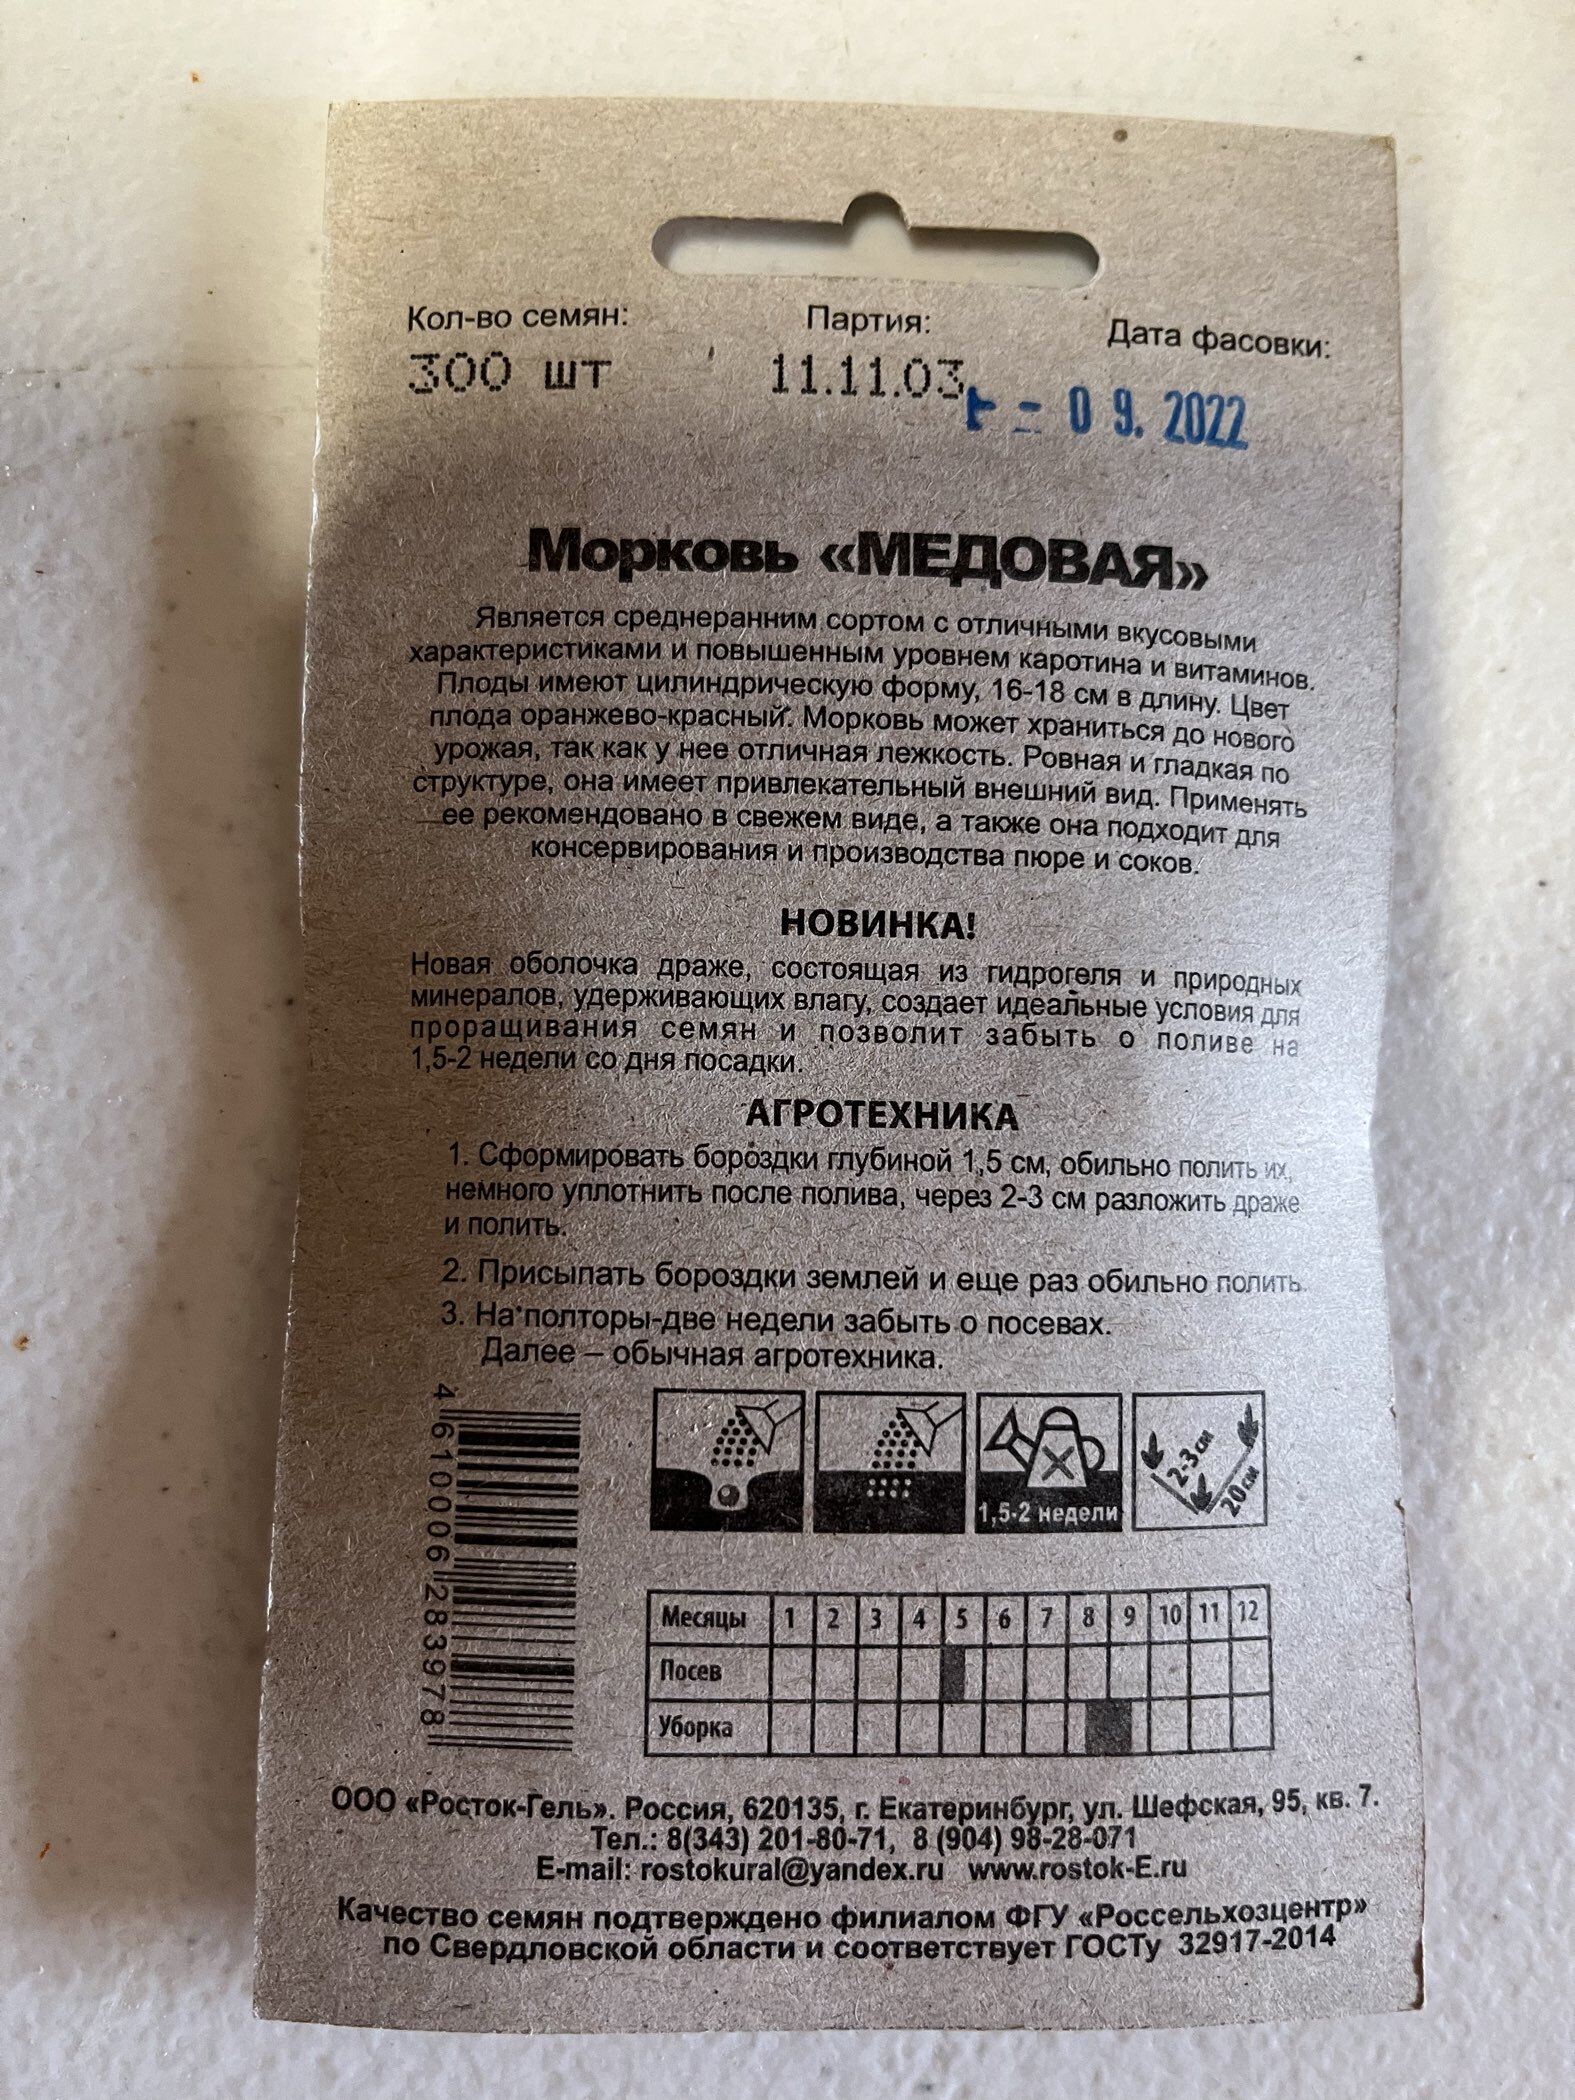 Кол-во семян: Партия: Дата фасовки:
300 шт 11.11.03
09.2022
Морковь «МЕДОВАЯ»
Является среднеранним сортом с отличными вкусовыми
характеристиками и повышенным уровнем каротина и витаминов.
Плоды имеют цилиндрическую форму, 16-18 см в длину. Цвет
плода оранжево-красный. Морковь может храниться до нового
урожая, так как у нее отличная лежкость. Ровная и гладкая по
структуре, она имеет привлекательный внешний вид. Применять
ее рекомендовано в свежем виде, а также она подходит для
консервирования и производства пюре и соков.
НОВИНКА!
Новая оболочка драже, состоящая из гидрогеля и природных
минералов, удерживающих влагу, создает идеальные условия для
проращивания семян и позволит забыть о поливе на
1,5-2 недели со дня посадки.
АГРОТЕХНИКА
1. Сформировать бороздки глубиной 1,5 см, обильно полить их,
немного уплотнить после полива, через 2-3 см разложить драже
и полить.
2. Присыпать бороздки землей и еще раз обильно полить.
3. На полторы-две недели забыть о посевах.
Далее – обычная агротехника.
4 610006 283978
1,5-2 недели
2-3 см
20 см
Месяцы 1 2 3 4 5 6 7 8 9 10 11 12
Посев
Уборка
ООО «Росток-Гель». Россия, 620135, г. Екатеринбург, ул. Шефская, 95, кв. 7.
Тел.: 8(343) 201-80-71, 8 (904) 98-28-071
E-mail: rostokural@yandex.ru www.rostok-E.ru
Качество семян подтверждено филиалом ФГУ «Россельхозцентр»
по Свердловской области и соответствует ГОСТу 32917-2014